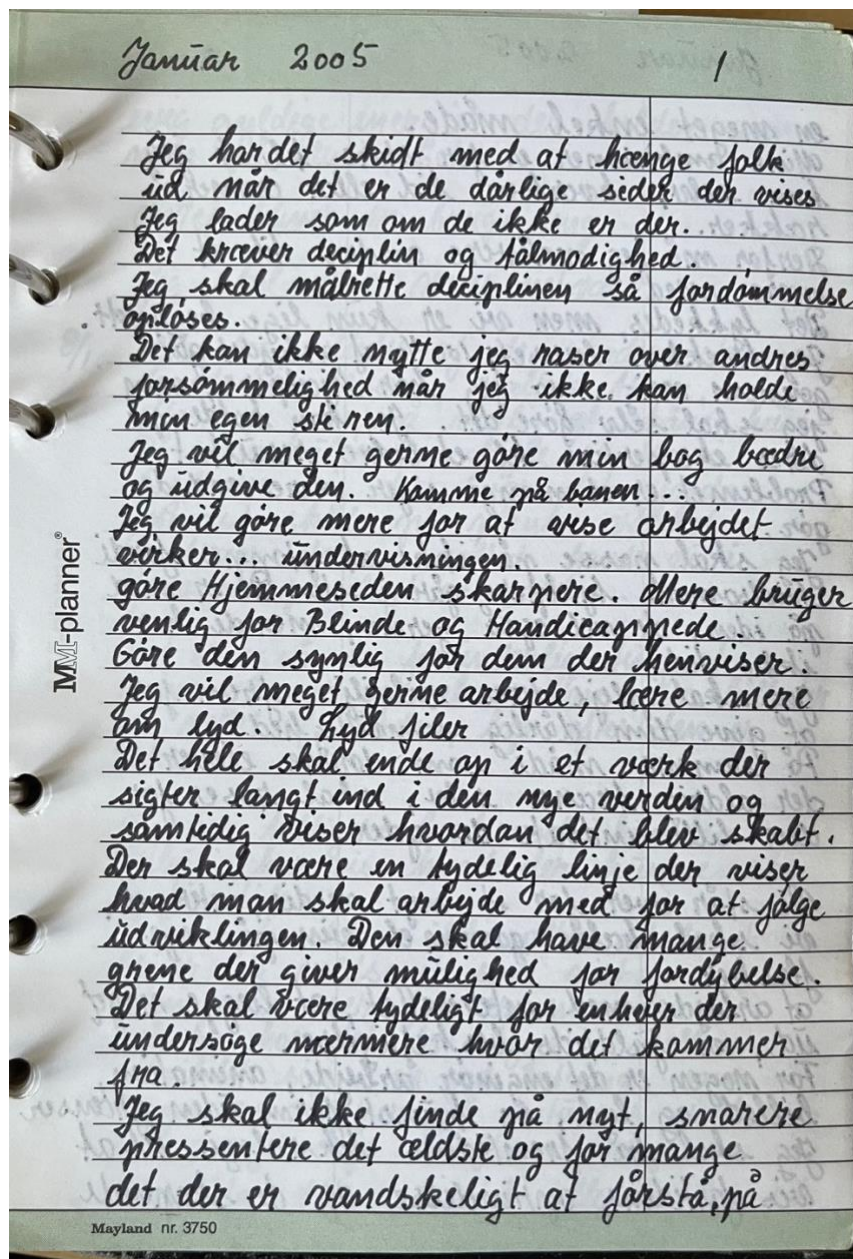 Januar 2005 1
Jeg har det skidt med at hænge folk
ud når det er de dårlige sider der vises
Jeg lader som om de ikke er der.
Det kræver deciplin og tålmodighed.
Jeg skal målrette deciplinen så fordømmelse
opløses.
Det kan ikke nytte jeg raser over andres
forsømmelighed når jeg ikke kan holde
min egen sti ren.
Jeg vil meget gerne gøre min bog bedre
og udgive den. Komme på banen...
Jeg vil gøre mere for at vise arbejdet
virker... undervisningen.
gøre Hjemmesiden skarpere. Mere bruger
venlig for Blinde og Handicappede.
Gøre den synlig for dem der henviser.
Jeg vil meget gerne arbejde, lære mere
om lyd. Lyd filer
Det hele skal ende op i et værk der
sigter langt ind i den nye verden og
samtidig viser hvordan det blev skabt.
Der skal være en tydelig linje der viser
hvad man skal arbejde med for at følge
udviklingen. Den skal have mange
grene der giver mulighed for fordybelse.
Det skal være tydeligt for enhver der
undersøge nærmere hvor det kommer
fra.
Jeg skal ikke finde på nyt, snarere
pressentere det ældste og for mange
det der er vandskeligt at forstå, på
MM-planner®
Mayland nr. 3750